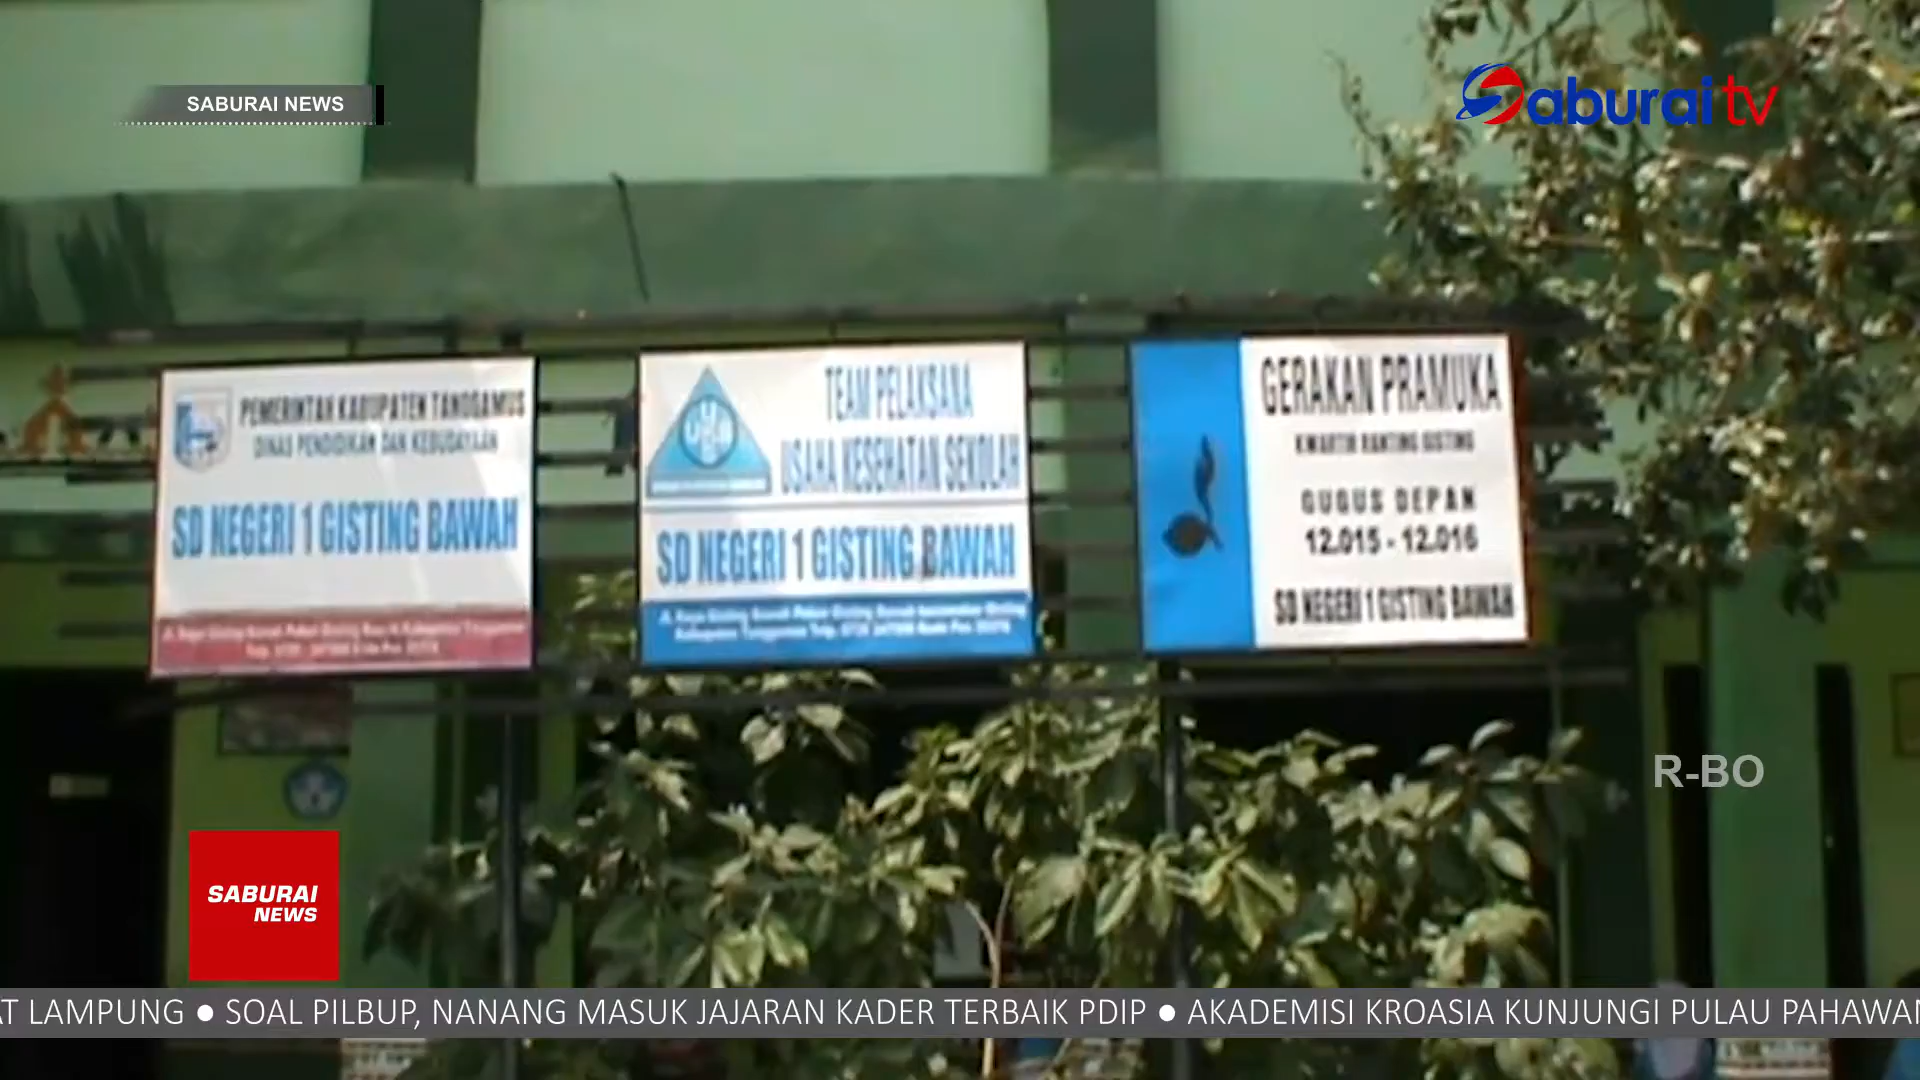 SABURAI NEWS
Saburai tv
PEMERINTAH KABUPATEN TANGGAMUS
DINAS PENDIDIKAN DAN KEBUDAYAAN
SD NEGERI 1 GISTING BAWAH
TEAM PELAKSANA
USAHA KESEHATAN SEKOLAH
SD NEGERI 1 GISTING BAWAH
GERAKAN PRAMUKA
KWARTIR RANTING GISTING
GUGUS DEPAN
12.015 - 12.016
SD NEGERI 1 GISTING BAWAH
R-BO
SABURAI
NEWS
AT LAMPUNG ● SOAL PILBUP, NANANG MASUK JAJARAN KADER TERBAIK PDIP ● AKADEMISI KROASIA KUNJUNGI PULAU PAHAWAN